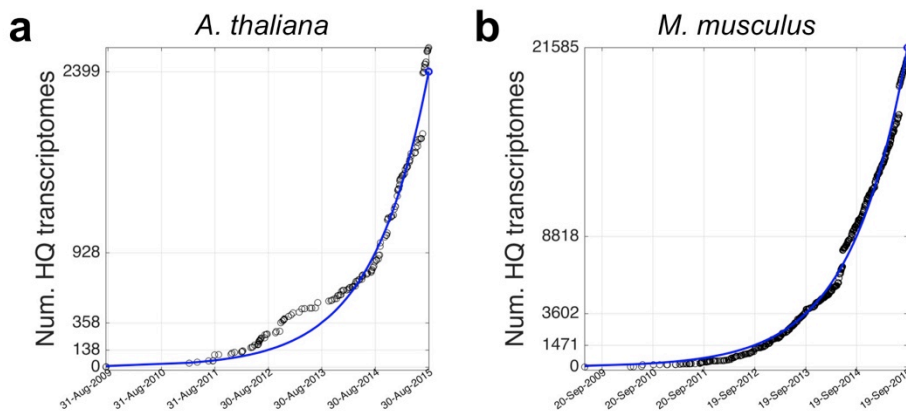 a
A. thaliana
Num. HQ transcriptomes
2399
928
358
138
0
31-Aug-2009
31-Aug-2010
31-Aug-2011
30-Aug-2012
30-Aug-2013
30-Aug-2014
30-Aug-2015
b
M. musculus
Num. HQ transcriptomes
21585
8818
3602
1471
0
20-Sep-2009
20-Sep-2010
20-Sep-2011
19-Sep-2012
19-Sep-2013
19-Sep-2014